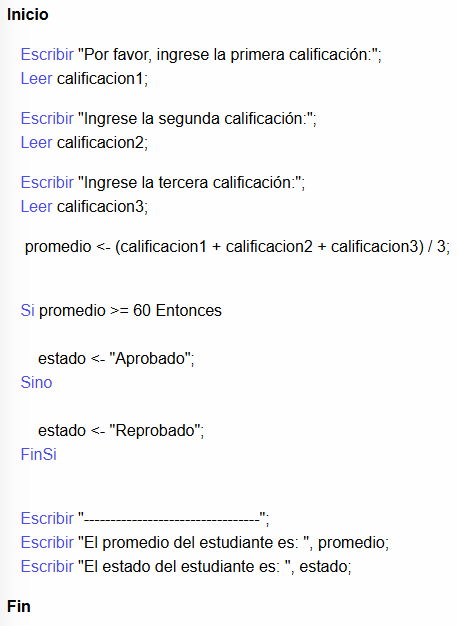 Inicio
Escribir "Por favor, ingrese la primera calificación:";
Leer calificacion1;
Escribir "Ingrese la segunda calificación:";
Leer calificacion2;
Escribir "Ingrese la tercera calificación:";
Leer calificacion3;
promedio <- (calificacion1 + calificacion2 + calificacion3) / 3;
Si promedio >= 60 Entonces
estado <- "Aprobado";
Sino
estado <- "Reprobado";
FinSi
Escribir "---------------------------------";
Escribir "El promedio del estudiante es: ", promedio;
Escribir "El estado del estudiante es: ", estado;
Fin